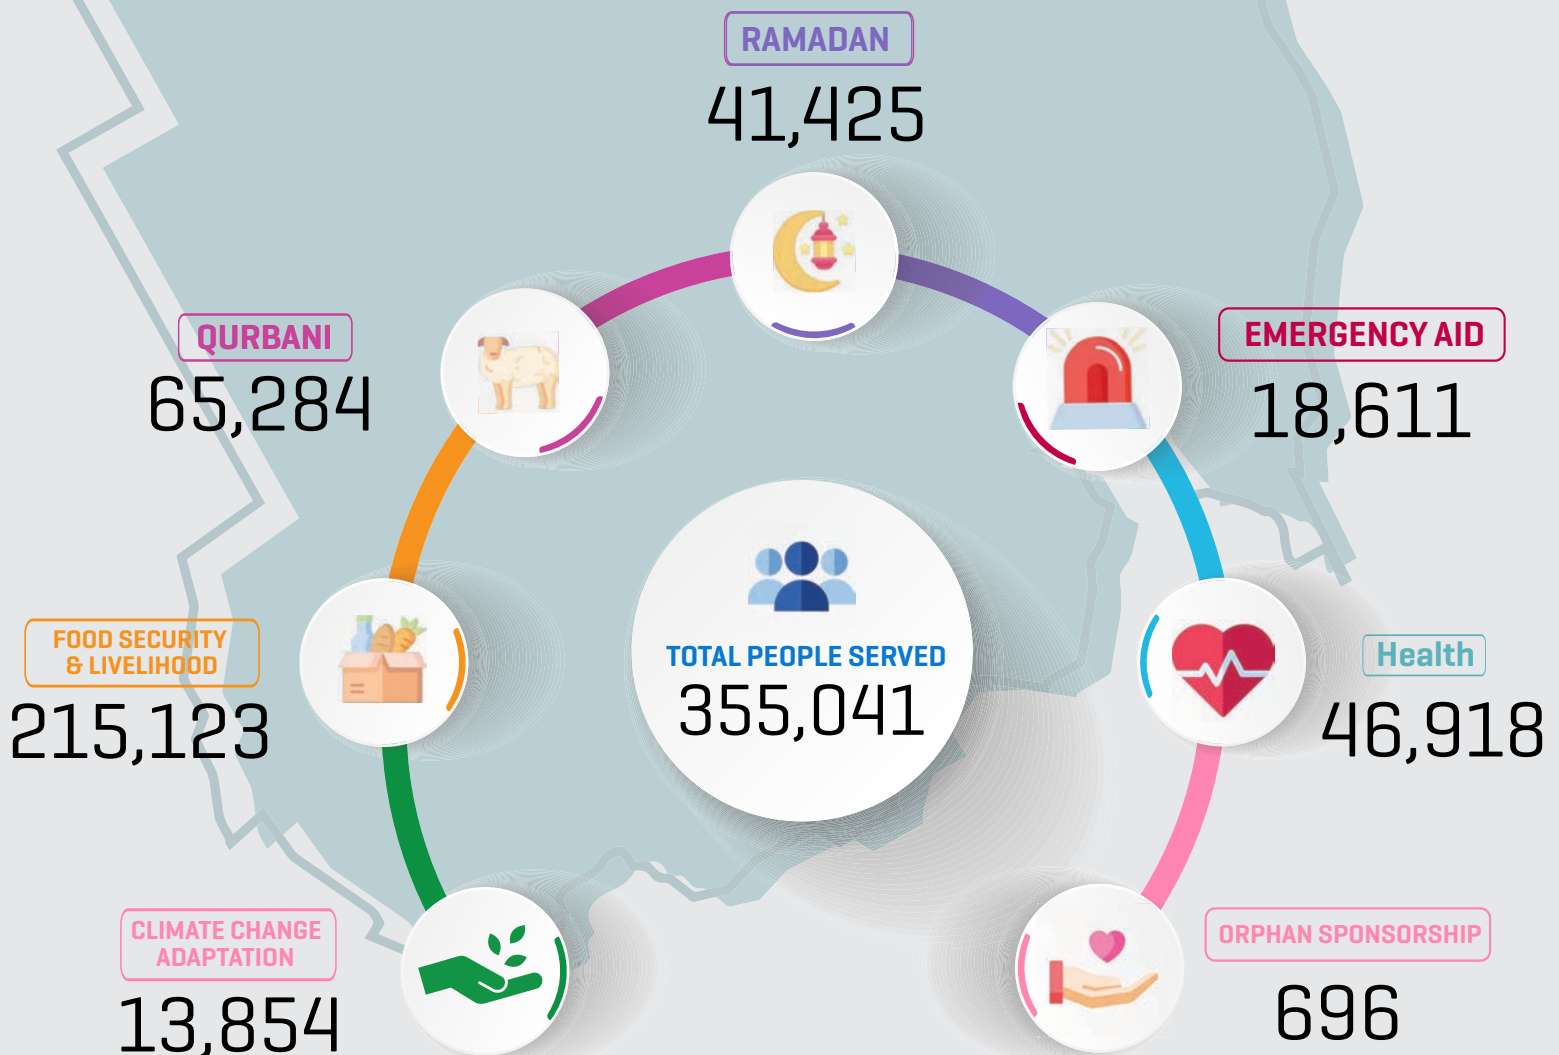 RAMADAN
41,425
QURBANI
65,284
EMERGENCY AID
18,611
FOOD SECURITY
& LIVELIHOOD
215,123
TOTAL PEOPLE SERVED
355,041
Health
46,918
CLIMATE CHANGE
ADAPTATION
13,854
ORPHAN SPONSORSHIP
696